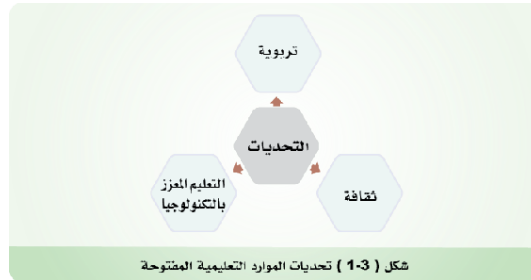 تربوية
التحديات
التعليم المعزز
بالتكنولوجيا
ثقافة
شكل ( 3-1 ) تحديات الموارد التعليمية المفتوحة